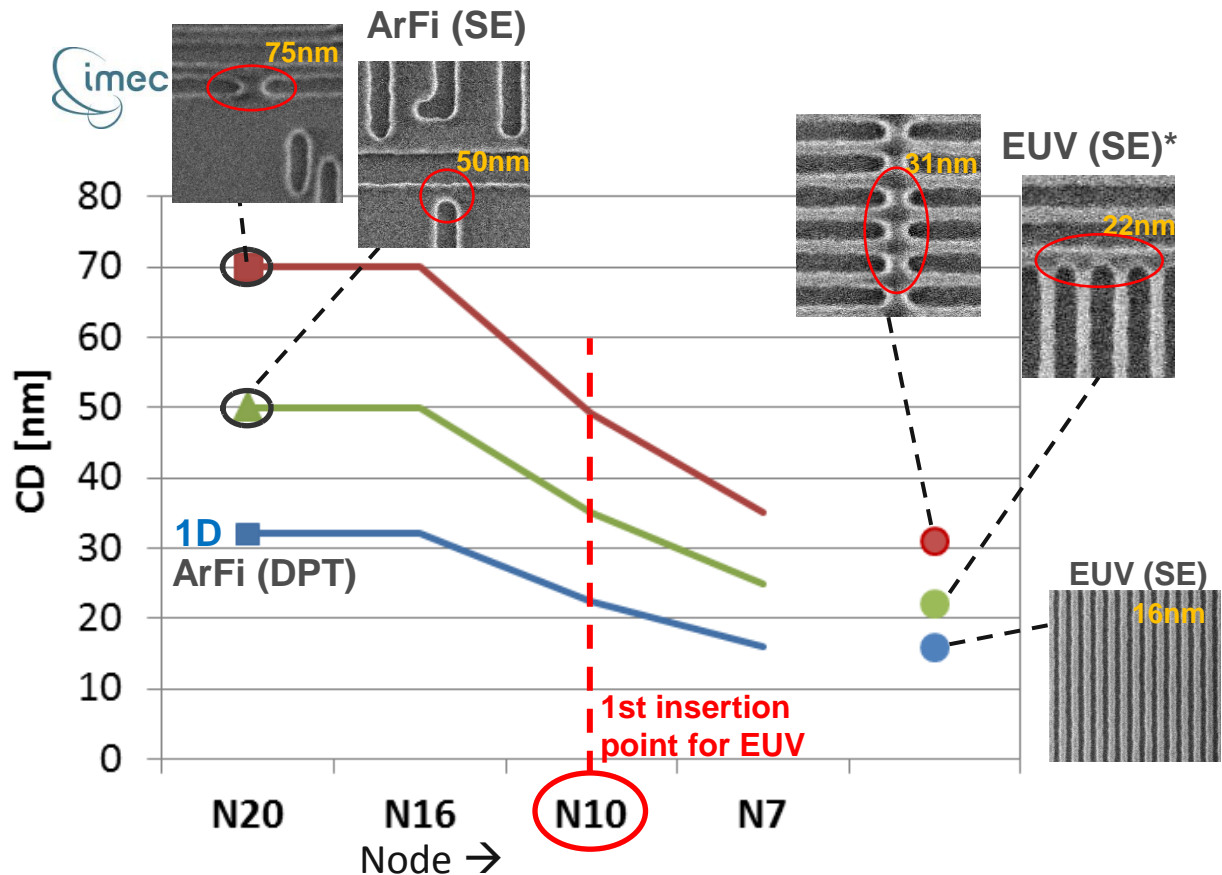 imec
ArFi (SE)
75nm
50nm
31nm
EUV (SE)*
22nm
80
70
60
50
40
30
20
10
0
CD [nm]
1D
ArFi (DPT)
EUV (SE)
16nm
1st insertion
point for EUV
N20
N16
N10
N7
Node →